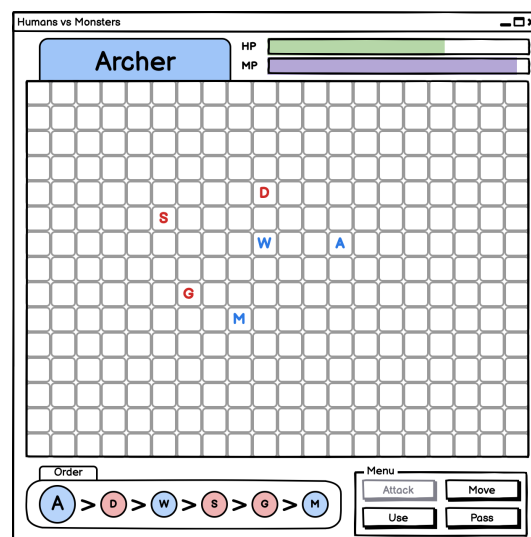 Humans vs Monsters
Archer
HP
MP
D
S
W A
G
M
Order
A > D > W > S > G > M
Menu
Attack Move
Use Pass